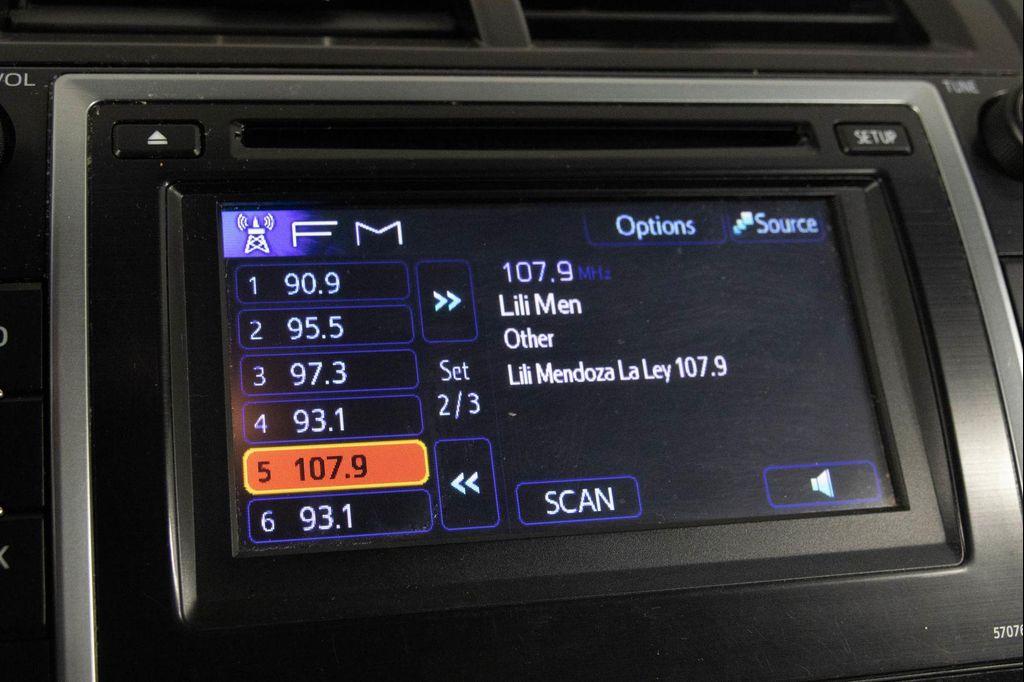 VOL
TUNE
SETUP
FM
Options
Source
1 90.9
2 95.5
3 97.3
4 93.1
5 107.9
6 93.1
>>
Set
2/3
<<
107.9 MHz
Lili Men
Other
Lili Mendoza La Ley 107.9
SCAN